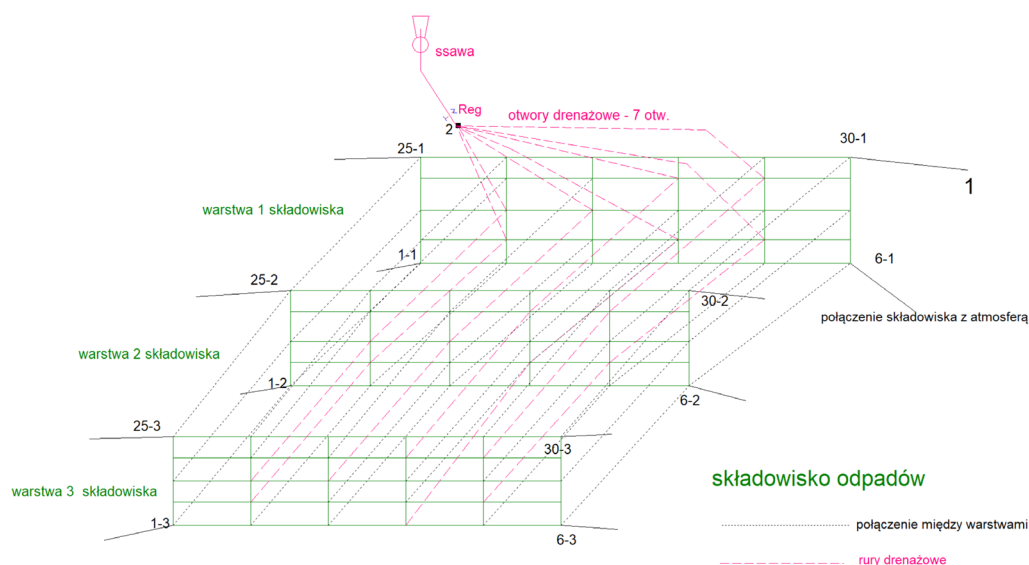 ssawa
Reg
2
otwory drenażowe - 7 otw.
25-1
30-1
1
warstwa 1 składowiska
1-1
6-1
25-2
30-2
połączenie składowiska z atmosferą
warstwa 2 składowiska
1-2
6-2
25-3
30-3
składowisko odpadów
warstwa 3 składowiska
1-3
połączenie między warstwami
6-3
rury drenażowe